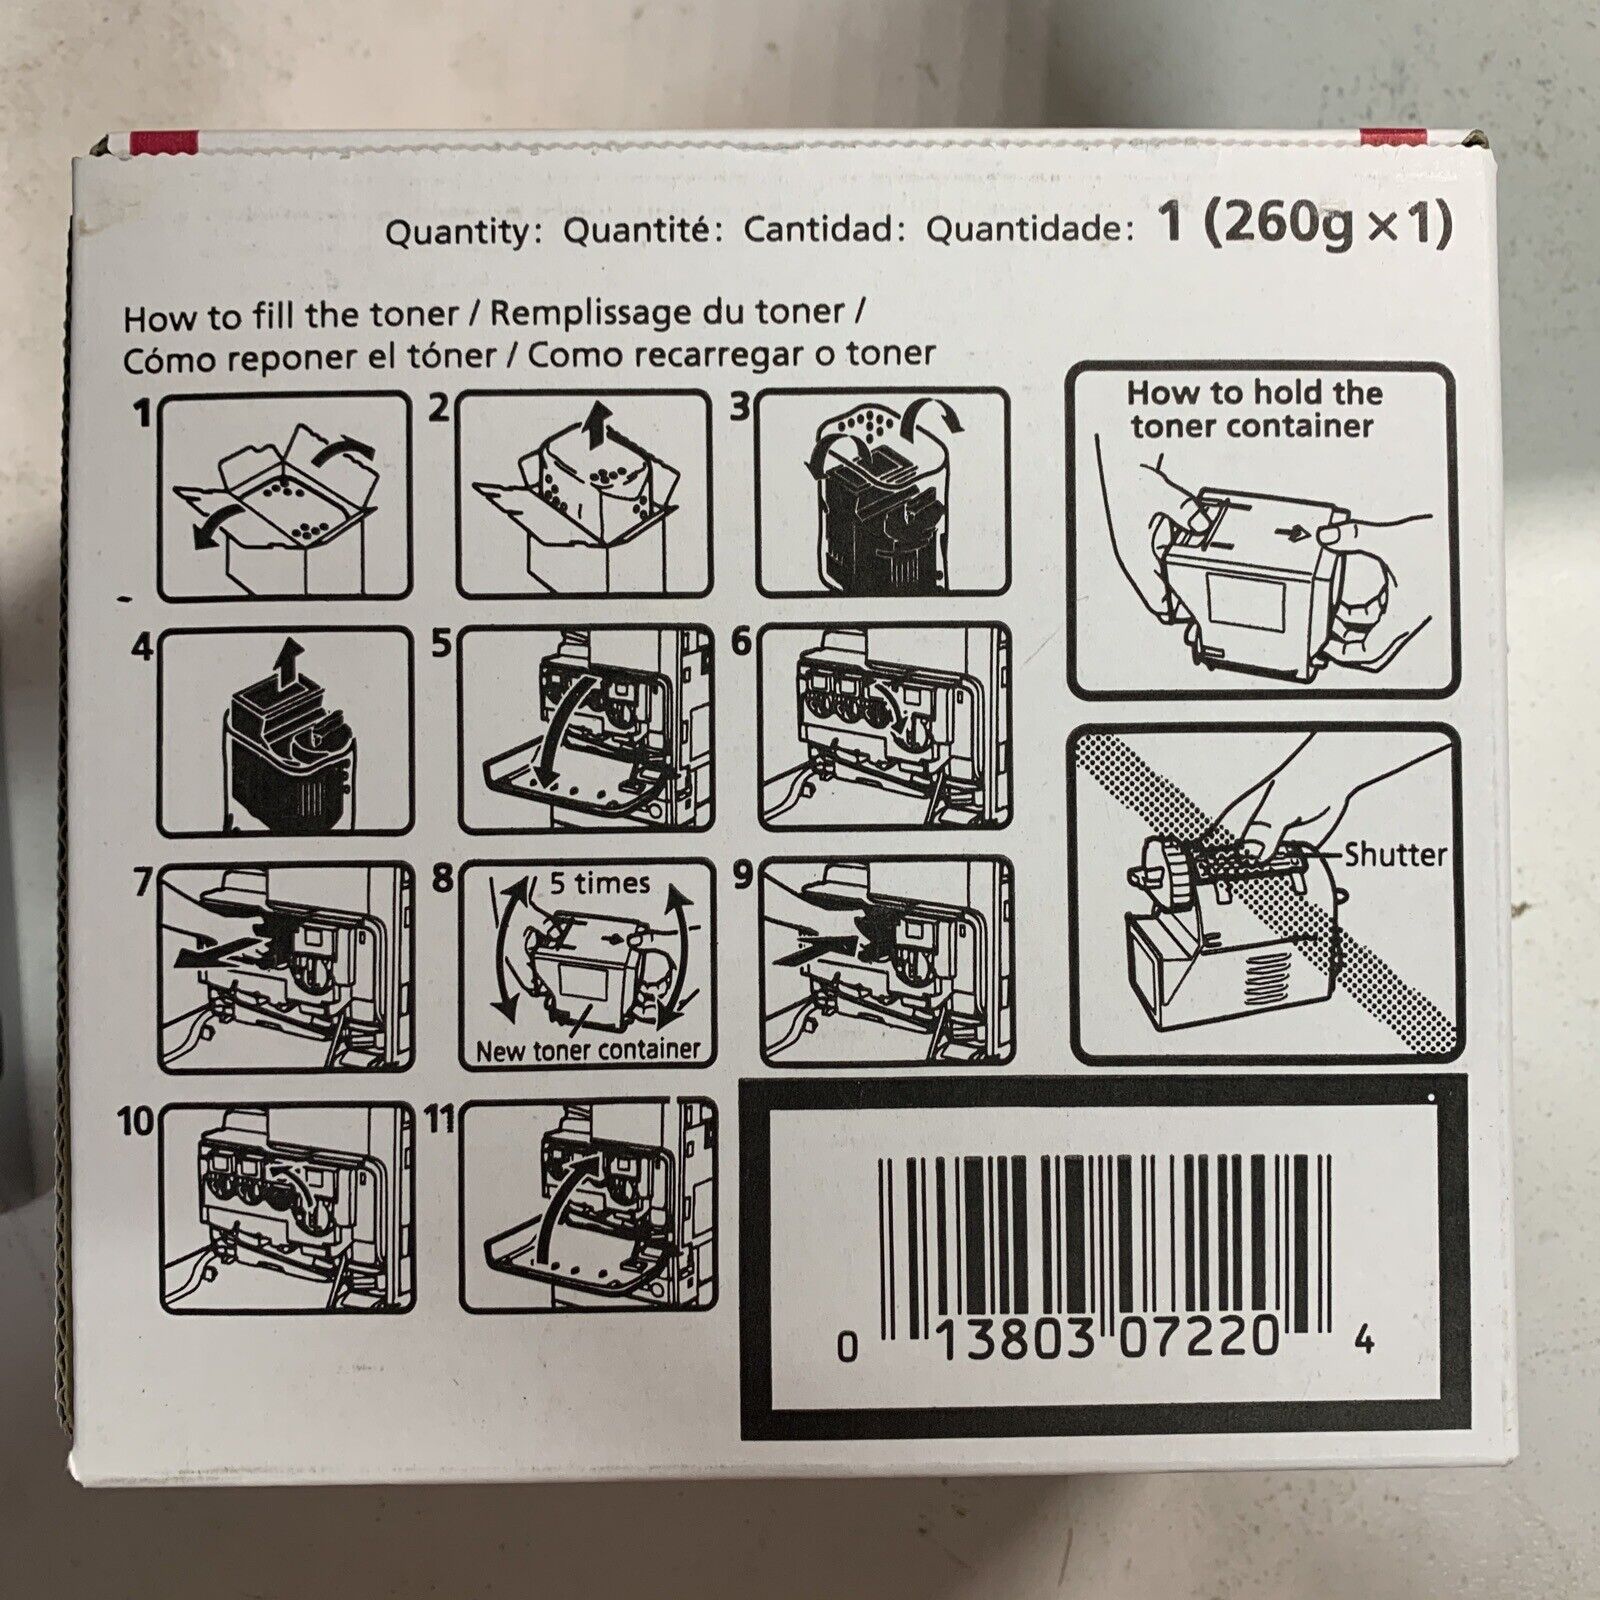 Quantity: Quantité: Cantidad: Quantidade: 1 (260g×1)
How to fill the toner / Remplissage du toner /
Cómo reponer el tóner / Como recarregar o toner
1
2
3
4
5
6
7
8
5 times
New toner container
9
10
11
How to hold the
toner container
Shutter
0 13803 07220 4